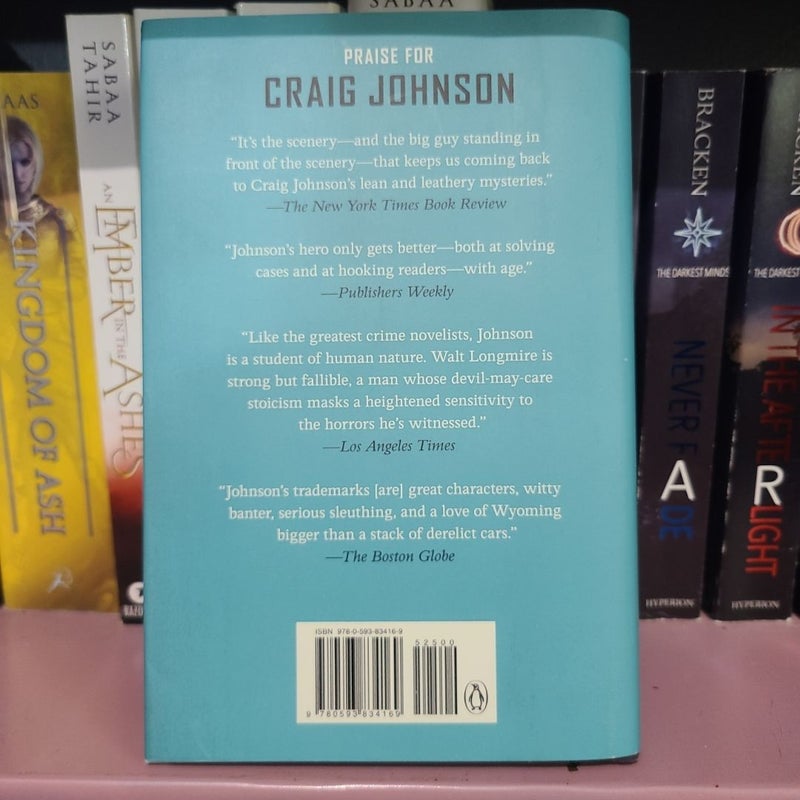 SABAA
AAS
KINGDOM OF ASH
SABAA
TAHIR
AN
EMBER
IN THE
ASHES
RAZO
PRAISE FOR
CRAIG JOHNSON
“It’s the scenery—and the big guy standing in
front of the scenery—that keeps us coming back
to Craig Johnson’s lean and leathery mysteries.”
—The New York Times Book Review
“Johnson’s hero only gets better—both at solving
cases and at hooking readers—with age.”
—Publishers Weekly
“Like the greatest crime novelists, Johnson
is a student of human nature. Walt Longmire is
strong but fallible, a man whose devil-may-care
stoicism masks a heightened sensitivity to
the horrors he’s witnessed.”
—Los Angeles Times
“Johnson’s trademarks [are] great characters, witty
banter, serious sleuthing, and a love of Wyoming
bigger than a stack of derelict cars.”
—The Boston Globe
ISBN 978-0-593-83416-9
52500
9 780593 834169
BRACKEN
THE DARKEST MINDS
NEVER FADE
HYPERION
THE DARKEST
IN THE AFTERLIGHT
HYPERION